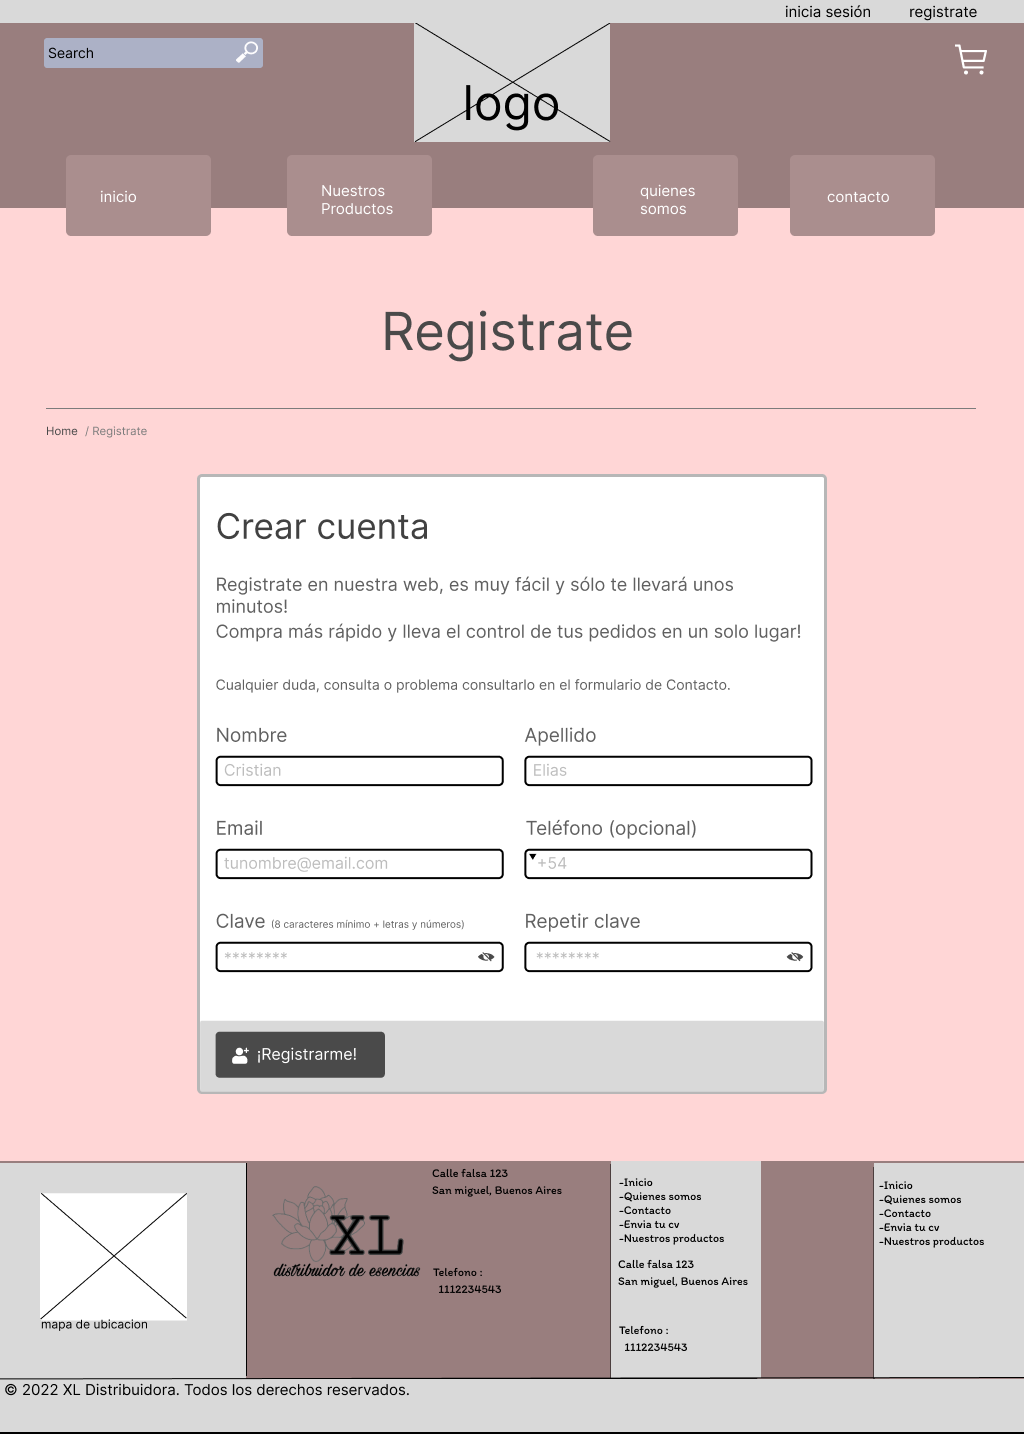 inicia sesión
registrate
Search
logo
inicio
Nuestros
Productos
quienes
somos
contacto
Registrate
Home / Registrate
Crear cuenta
Registrate en nuestra web, es muy fácil y sólo te llevará unos
minutos!
Compra más rápido y lleva el control de tus pedidos en un solo lugar!
Cualquier duda, consulta o problema consultarlo en el formulario de Contacto.
Nombre
Cristian
Apellido
Elias
Email
tunombre@email.com
Teléfono (opcional)
+54
Clave (8 caracteres mínimo + letras y números)
********
Repetir clave
********
¡Registrarme!
mapa de ubicacion
XL
distribuidor de esencias
Calle falsa 123
San miguel, Buenos Aires
Telefono :
1112234543
-Inicio
-Quienes somos
-Contacto
-Envia tu cv
-Nuestros productos
Calle falsa 123
San miguel, Buenos Aires
Telefono :
1112234543
-Inicio
-Quienes somos
-Contacto
-Envia tu cv
-Nuestros productos
© 2022 XL Distribuidora. Todos los derechos reservados.